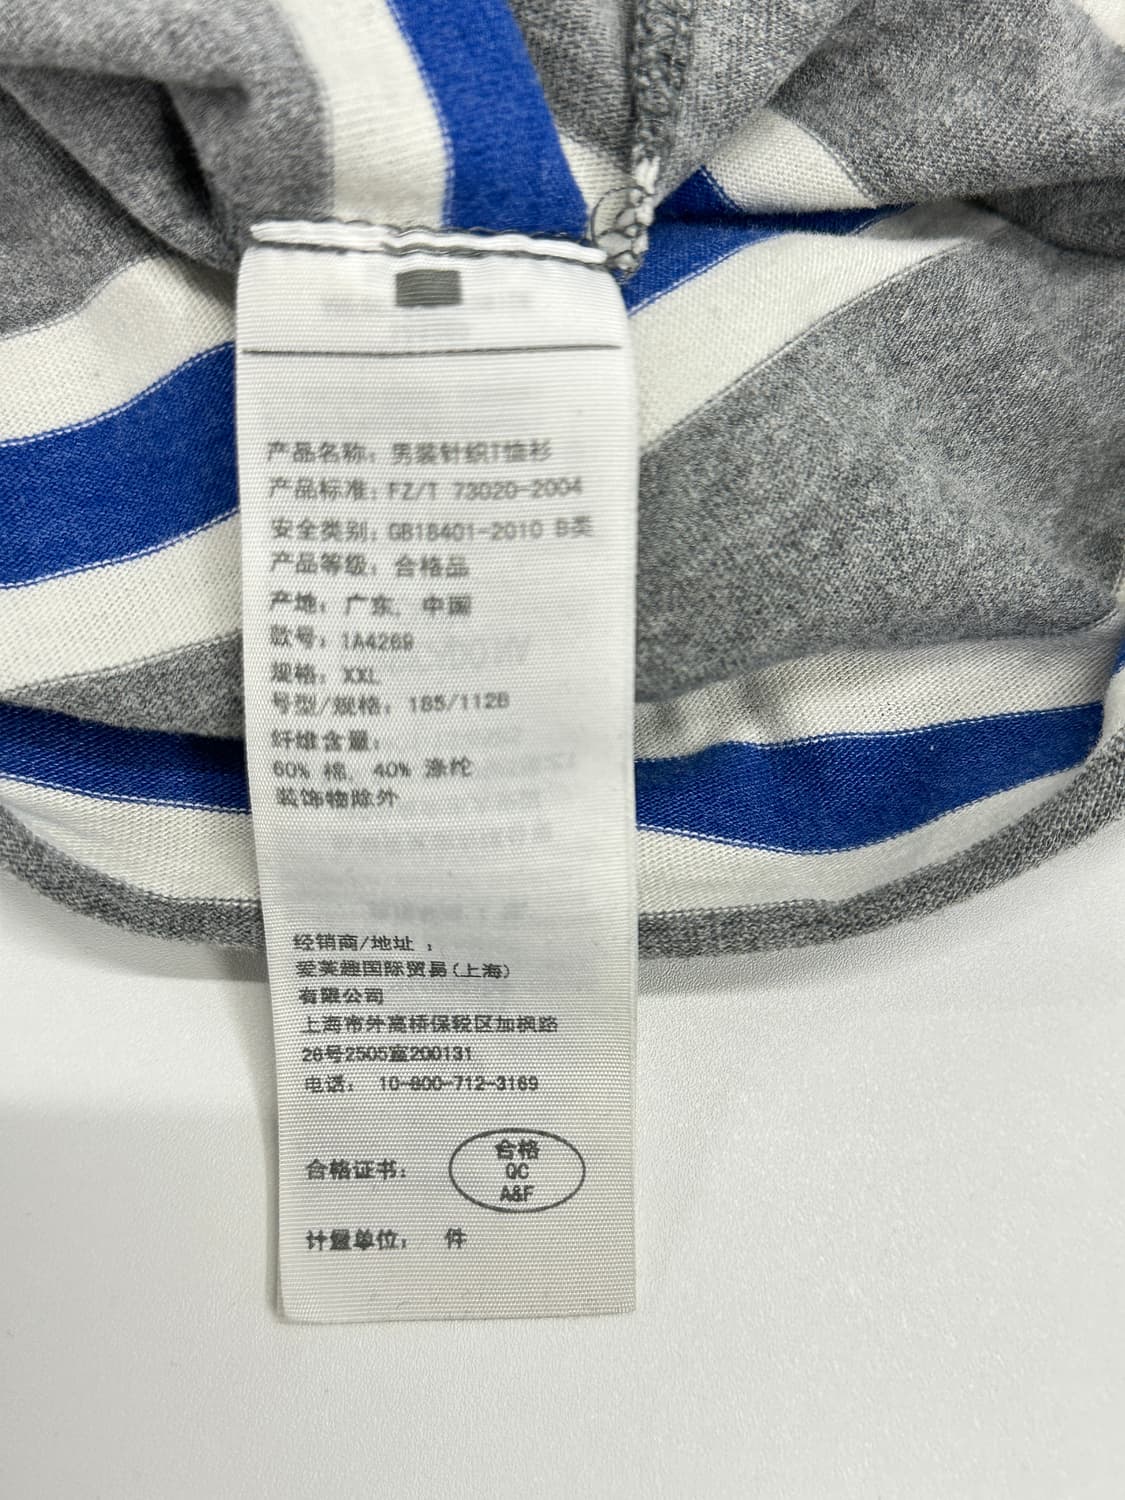 产品名称：男装针织T恤衫
产品标准：FZ/T 73020-2004
安全类别：GB18401-2010 B类
产品等级：合格品
产地：广东，中国
款号：1A4269
规格：XXL
号型/规格：185/112B
纤维含量：
60% 棉，40% 涤纶
装饰物除外
经销商/地址：
爱芙趣国际贸易(上海)
有限公司
上海市外高桥保税区加枫路
26号2505室200131
电话：10-800-712-3169
合格证书：
合格
QC
A&F
计量单位：件